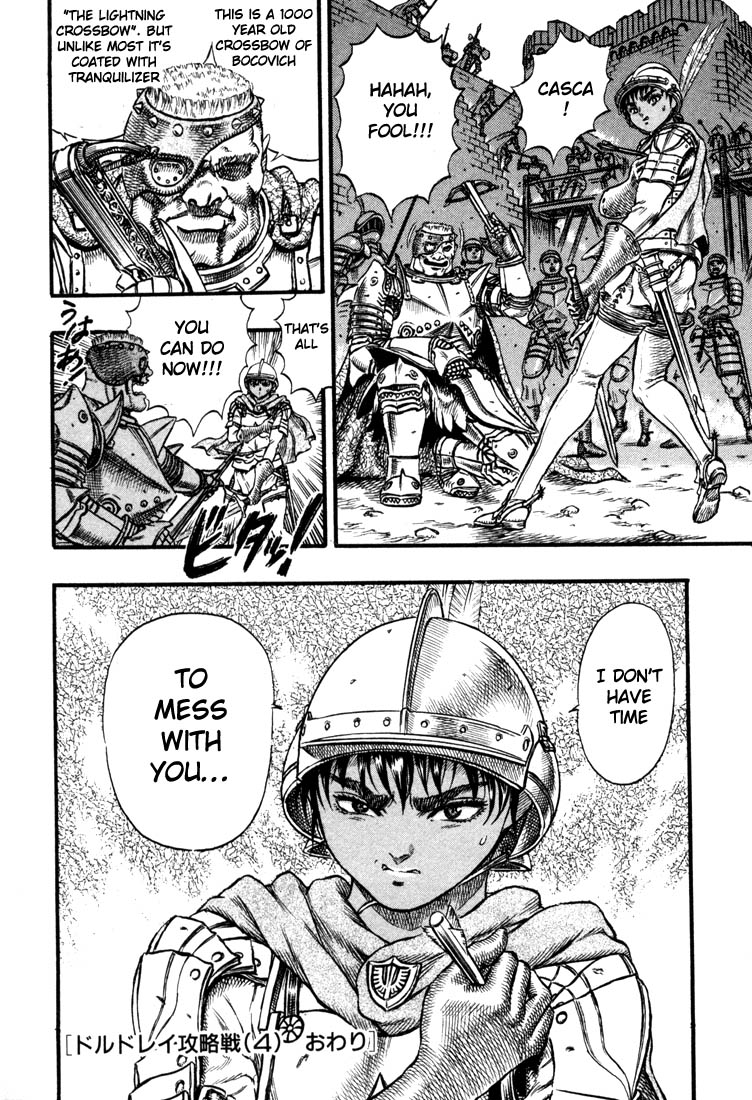 CASCA
!
HAHAH,
YOU
FOOL!!!
THIS IS A 1000
YEAR OLD
CROSSBOW OF
BOCOVICH
"THE LIGHTNING
CROSSBOW". BUT
UNLIKE MOST IT'S
COATED WITH
TRANQUILIZER
THAT'S
ALL
YOU
CAN DO
NOW!!!
うはあ!
ビタッ!
I DON'T
HAVE
TIME
TO
MESS
WITH
YOU...
[ドルドレイ攻略戦(4) おわり]